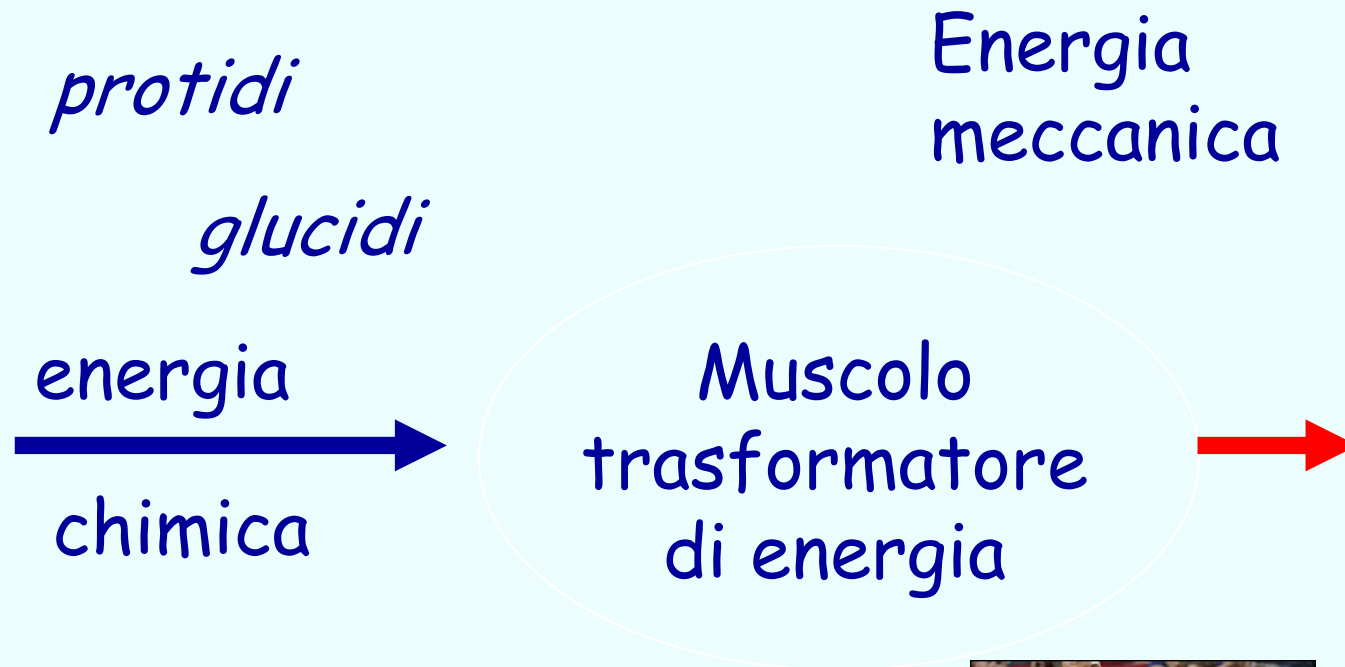 protidi
glucidi
energia
chimica
Muscolo
trasformatore
di energia
Energia
meccanica